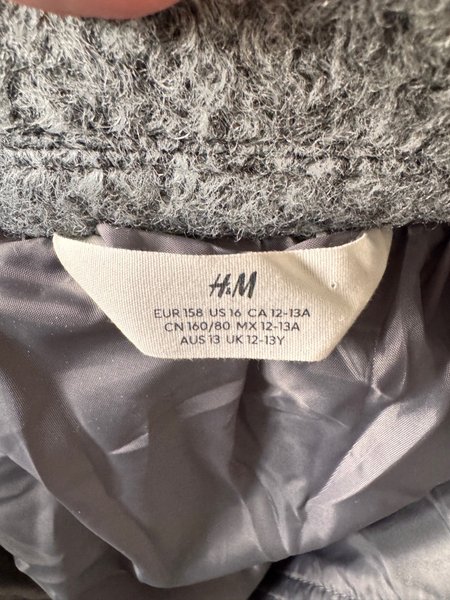 H&M
EUR 158 US 16 CA 12-13A
CN 160/80 MX 12-13A
AUS 13 UK 12-13Y